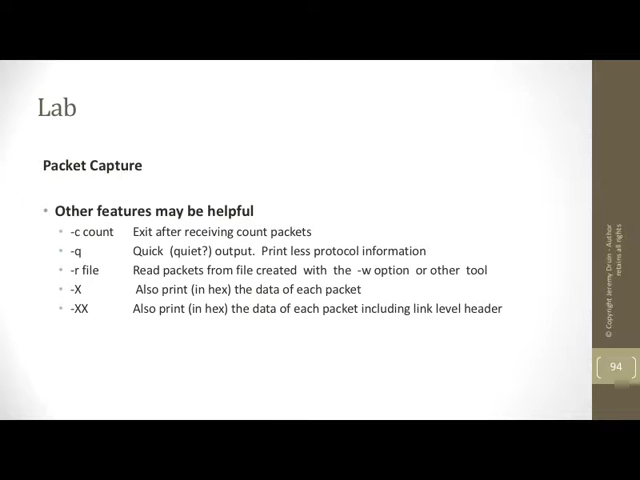 Lab
Packet Capture
• Other features may be helpful
• -c count Exit after receiving count packets
• -q Quick (quiet?) output. Print less protocol information
• -r file Read packets from file created with the -w option or other tool
• -X Also print (in hex) the data of each packet
• -XX Also print (in hex) the data of each packet including link level header
© Copyright Jeremy Druin - Author
retains all rights
94